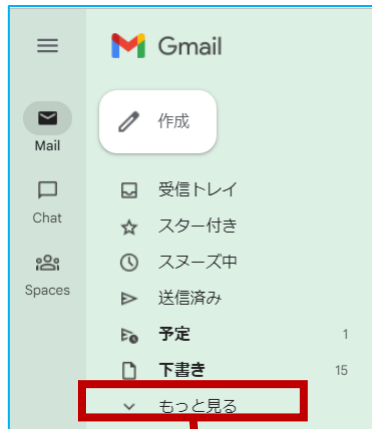 Gmail
作成
Mail
受信トレイ
Chat
スター付き
スヌーズ中
Spaces
送信済み
予定 1
下書き 15
もっと見る